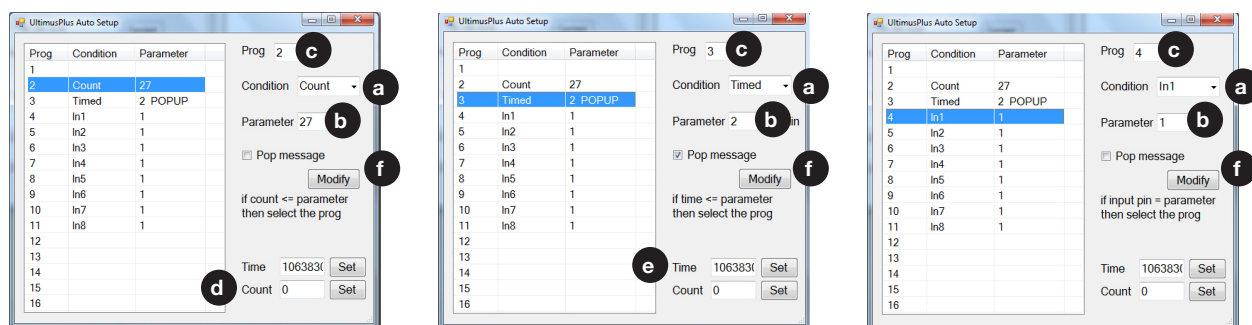 UltimusPlus Auto Setup
Prog Condition Parameter
1
2 Count 27
3 Timed 2 POPUP
4 In1 1
5 In2 1
6 In3 1
7 In4 1
8 In5 1
9 In6 1
10 In7 1
11 In8 1
12
13
14
15
16
Prog 2 c
Condition Count a
Parameter 27 b
Pop message
f
Modify
if count <= parameter
then select the prog
Time 1063830 Set
d Count 0 Set
UltimusPlus Auto Setup
Prog Condition Parameter
1
2 Count 27
3 Timed 2 POPUP
4 In1 1
5 In2 1
6 In3 1
7 In4 1
8 In5 1
9 In6 1
10 In7 1
11 In8 1
12
13
14
15
16
Prog 3 c
Condition Timed a
Parameter 2 b in
Pop message
f
Modify
if time <= parameter
then select the prog
e Time 1063830 Set
Count 0 Set
UltimusPlus Auto Setup
Prog Condition Parameter
1
2 Count 27
3 Timed 2 POPUP
4 In1 1
5 In2 1
6 In3 1
7 In4 1
8 In5 1
9 In6 1
10 In7 1
11 In8 1
12
13
14
15
16
Prog 4 c
Condition In1 a
Parameter 1 b
Pop message
f
Modify
if input pin = parameter
then select the prog
Time 1063830 Set
Count 0 Set